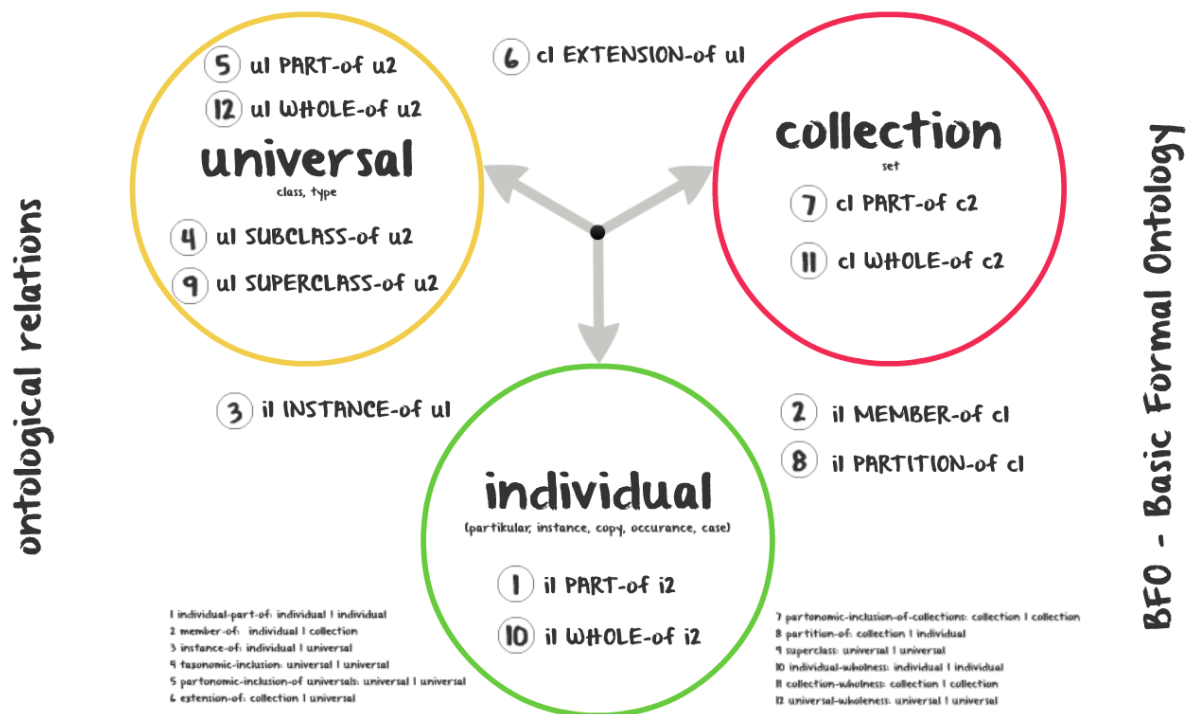 ontological relations
5 u1 PART-of u2
12 u1 WHOLE-of u2
universal
class, type
4 u1 SUBCLASS-of u2
9 u1 SUPERCLASS-of u2
6 c1 EXTENSION-of u1
collection
set
7 c1 PART-of c2
11 c1 WHOLE-of c2
3 i1 INSTANCE-of u1
2 i1 MEMBER-of c1
8 i1 PARTITION-of c1
individual
(partikular, instance, copy, occurance, case)
1 i1 PART-of i2
10 i1 WHOLE-of i2
1 individual-part-of: individual | individual
2 member-of: individual | collection
3 instance-of: individual | universal
4 taxonomic-inclusion: universal | universal
5 partonomic-inclusion-of universals: universal | universal
6 extension-of: collection | universal
7 partonomic-inclusion-of-collections: collection | collection
8 partition-of: collection | individual
9 superclass: universal | universal
10 individual-wholness: individual | individual
11 collection-wholness: collection | collection
12 universal-wholeness: universal | universal
BFO - Basic Formal Ontology